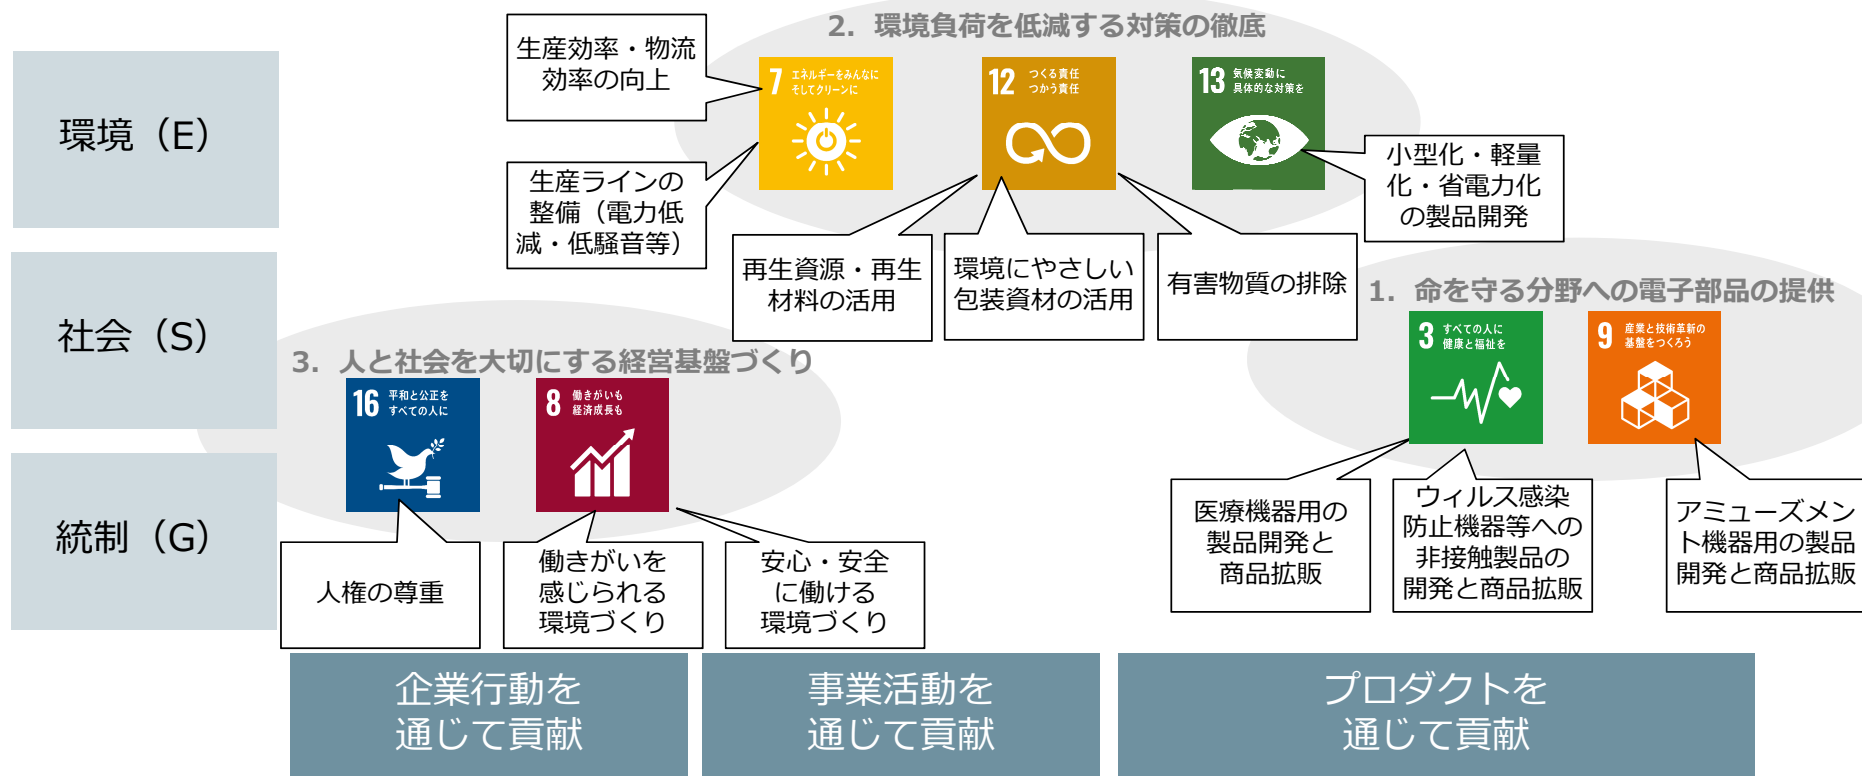 2. 環境負荷を低減する対策の徹底
生産効率・物流
効率の向上
7 エネルギーをみんなに
そしてクリーンに
12 つくる責任
つかう責任
13 気候変動に
具体的な対策を
環境（E）
生産ラインの
整備（電力低
減・低騒音等）
小型化・軽量
化・省電力化
の製品開発
再生資源・再生
材料の活用
環境にやさしい
包装資材の活用
有害物質の排除
1. 命を守る分野への電子部品の提供
社会（S）
3 すべての人に
健康と福祉を
9 産業と技術革新の
基盤をつくろう
3. 人と社会を大切にする経営基盤づくり
16 平和と公正を
すべての人に
8 働きがいも
経済成長も
統制（G）
人権の尊重
働きがいを
感じられる
環境づくり
安心・安全
に働ける
環境づくり
医療機器用の
製品開発と
商品拡販
ウィルス感染
防止機器等への
非接触製品の
開発と商品拡販
アミューズメン
ト機器用の製品
開発と商品拡販
企業行動を
通じて貢献
事業活動を
通じて貢献
プロダクトを
通じて貢献